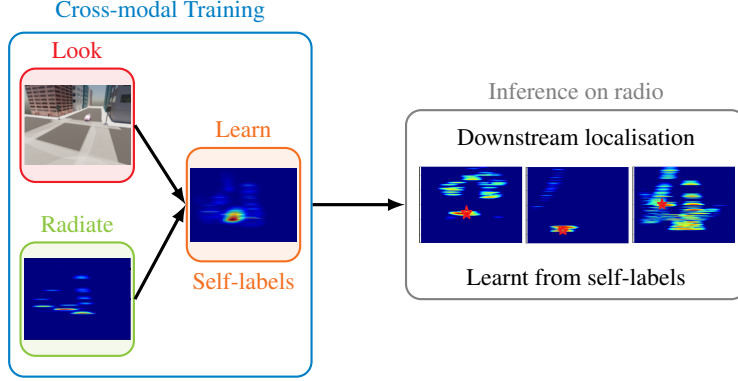 Cross-modal Training
Look
Radiate
Learn
Self-labels
Inference on radio
Downstream localisation
Learnt from self-labels